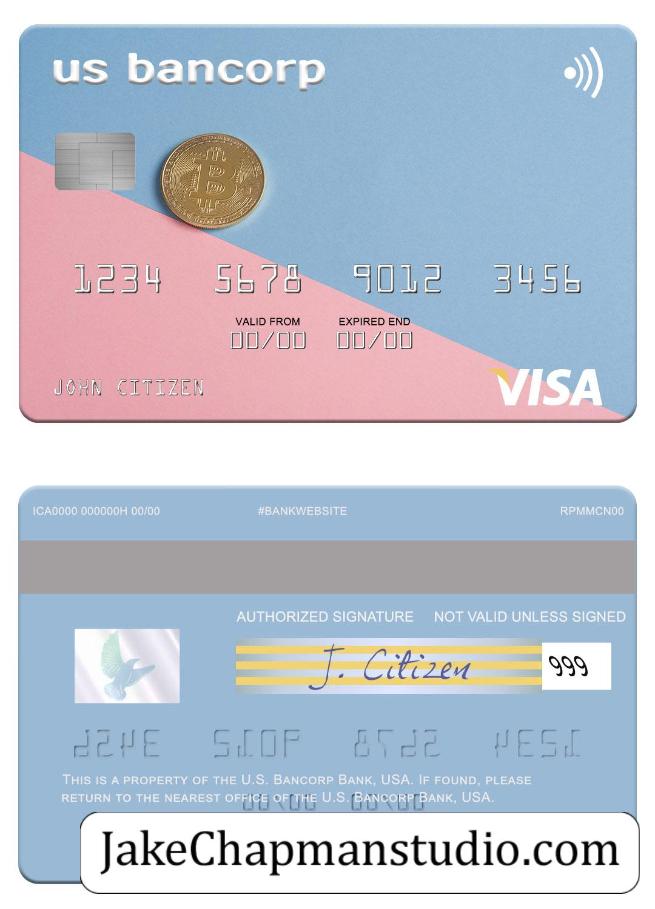 us bancorp
1234 5678 9012 3456
VALID FROM EXPIRED END
00/00 00/00
JOHN CITIZEN
VISA
ICA0000 000000H 00/00 #BANKWEBSITE RPMMCN00
AUTHORIZED SIGNATURE NOT VALID UNLESS SIGNED
J. Citizen 999
THIS IS A PROPERTY OF THE U.S. BANCORP BANK, USA. IF FOUND, PLEASE
RETURN TO THE NEAREST OFFICE OF THE U.S. BANCORP BANK, USA.
JakeChapmanstudio.com